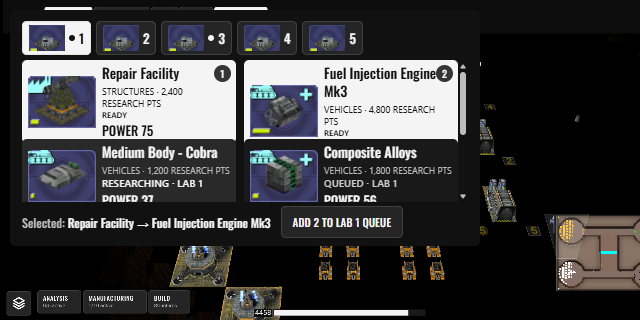 1
2
3
4
5
Repair Facility
1
STRUCTURES · 2,400
RESEARCH PTS
READY
POWER 75
Fuel Injection Engine
2
Mk3
VEHICLES · 4,800 RESEARCH
PTS
READY
Medium Body - Cobra
VEHICLES · 1,200 RESEARCH PTS
RESEARCHING · LAB 1
POWER 37
Composite Alloys
VEHICLES · 1,800 RESEARCH PTS
QUEUED · LAB 1
POWER 56
Selected: Repair Facility → Fuel Injection Engine Mk3
ADD 2 TO LAB 1 QUEUE
ANALYSIS
MANUFACTURING
BUILD
Structures
4458